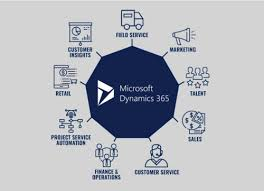 FIELD SERVICE
CUSTOMER
INSIGHTS
MARKETING
Microsoft
Dynamics 365
RETAIL
TALENT
PROJECT SERVICE
AUTOMATION
SALES
FINANCE &
OPERATIONS
CUSTOMER SERVICE